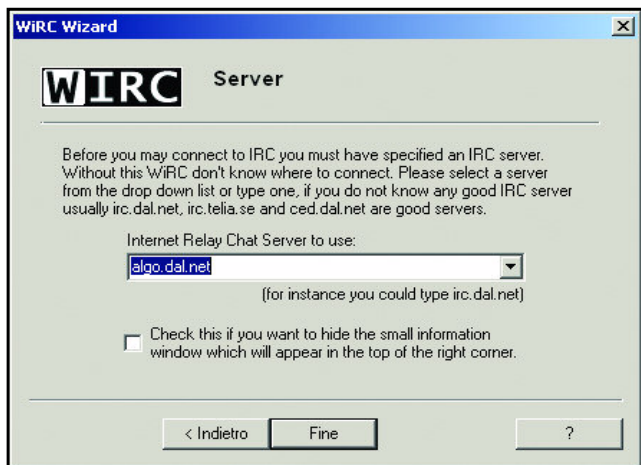 WiRC Wizard
WIRC
Server
Before you may connect to IRC you must have specified an IRC server.
Without this WiRC don't know where to connect. Please select a server
from the drop down list or type one, if you do not know any good IRC server
usually irc.dal.net, irc.telia.se and ced.dal.net are good servers.
Internet Relay Chat Server to use:
algo.dal.net
(for instance you could type irc.dal.net)
Check this if you want to hide the small information
window which will appear in the top of the right corner.
< Indietro
Fine
?